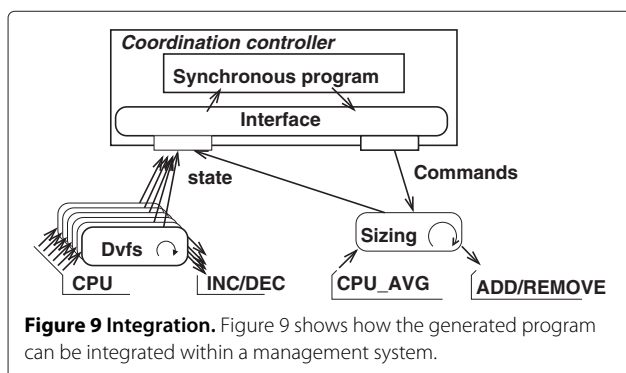 Coordination controller
Synchronous program
Interface
state
Commands
Dvfs
Sizing
CPU
INC/DEC
CPU_AVG
ADD/REMOVE
Figure 9 Integration. Figure 9 shows how the generated program
can be integrated within a management system.